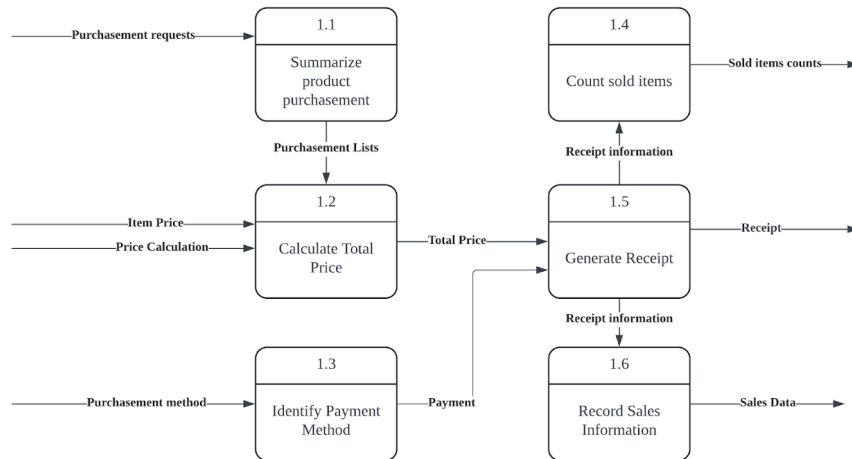 1.1
1.4
Purchasement requests
Summarize
product
purchasement
Count sold items
Sold items counts
Purchasement Lists
Receipt information
1.2
1.5
Item Price
Price Calculation
Calculate Total
Price
Total Price
Generate Receipt
Receipt
Receipt information
1.3
1.6
Purchasement method
Identify Payment
Method
Payment
Record Sales
Information
Sales Data